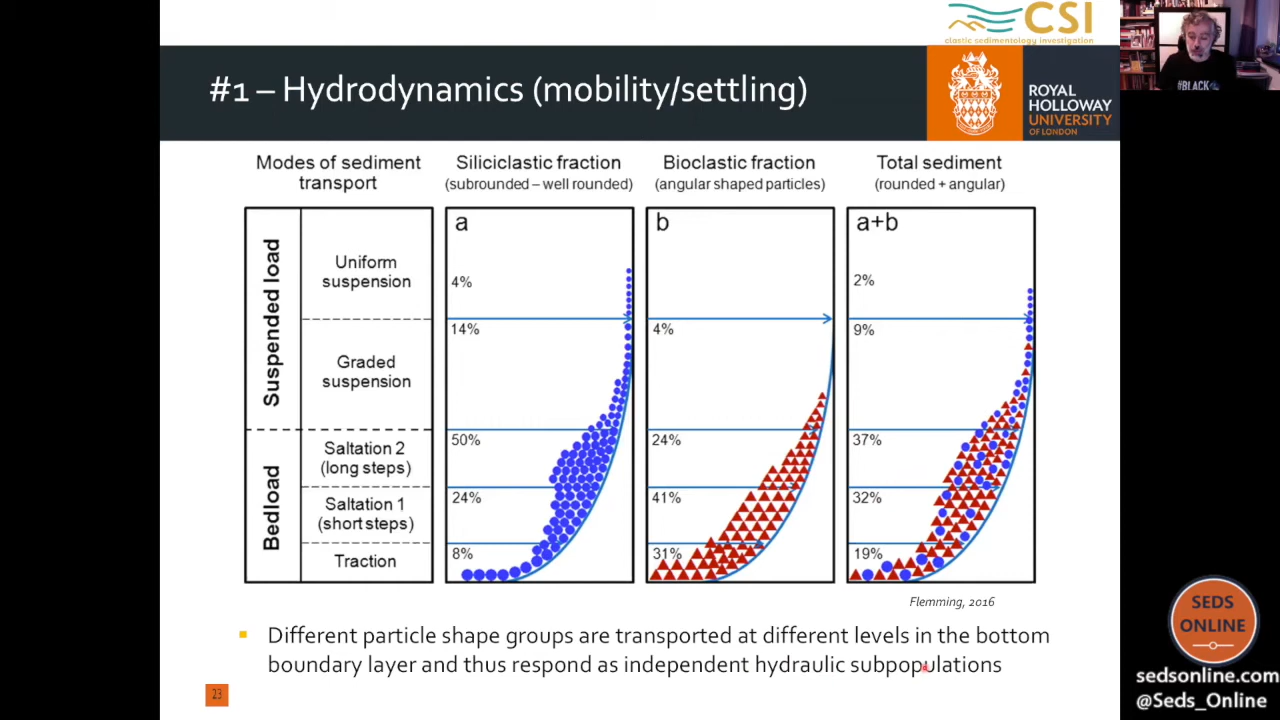 CSI
clastic sedimentology investigation
#1 – Hydrodynamics (mobility/settling)
ROYAL
HOLLOWAY
UNIVERSITY
OF LONDON
#BLACK
Modes of sediment
transport
Siliciclastic fraction
(subrounded – well rounded)
Bioclastic fraction
(angular shaped particles)
Total sediment
(rounded + angular)
Suspended load
Uniform
suspension
Graded
suspension
Bedload
Saltation 2
(long steps)
Saltation 1
(short steps)
Traction
a
4%
14%
50%
24%
8%
b
4%
24%
41%
31%
a+b
2%
9%
37%
32%
19%
Flemming, 2016
Different particle shape groups are transported at different levels in the bottom
boundary layer and thus respond as independent hydraulic subpopulations
23
SEDS
ONLINE
sedsonline.com
@Seds_Online